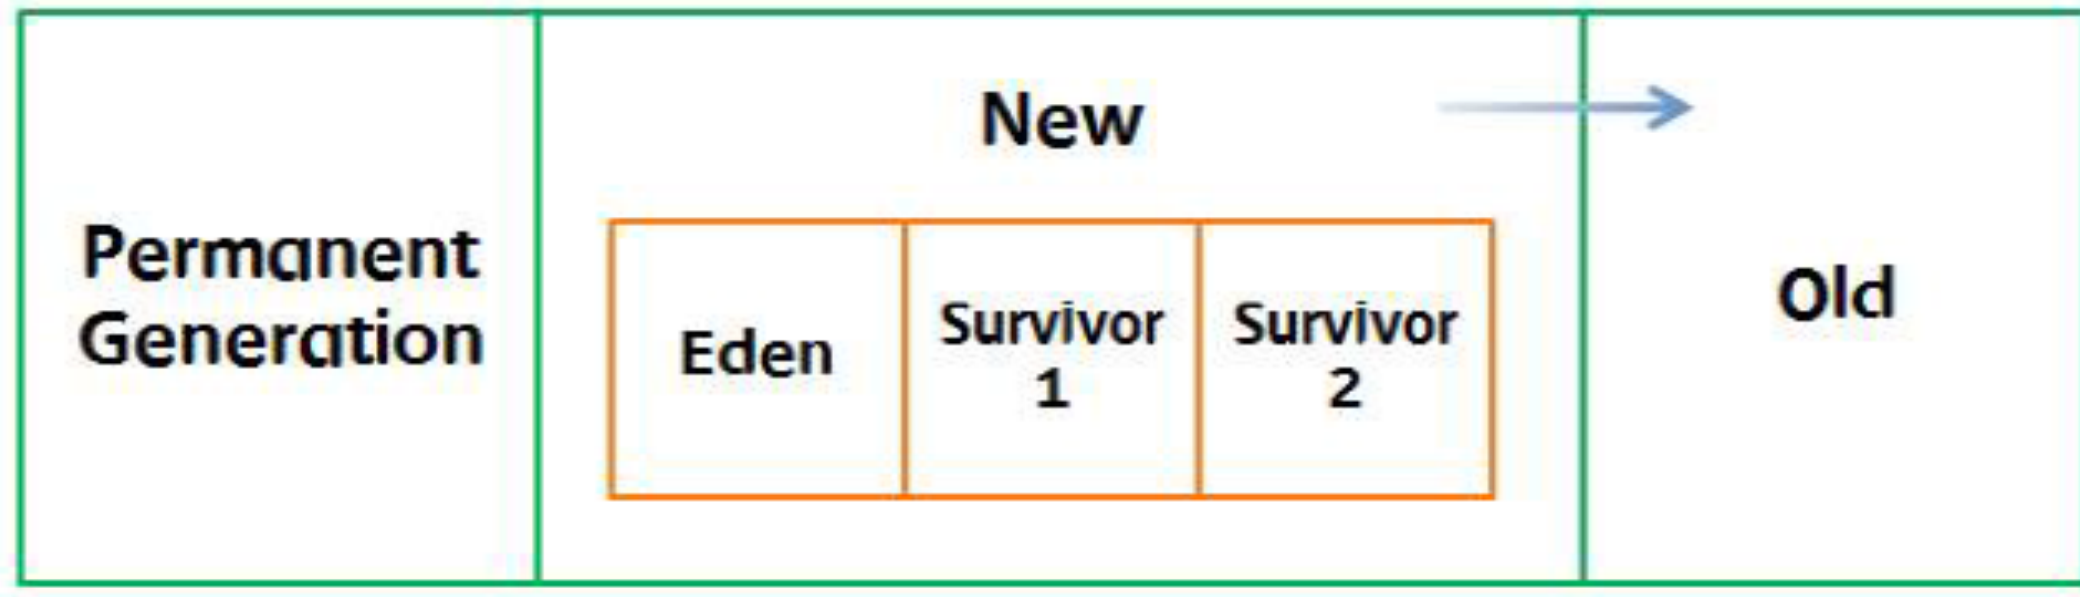 Permanent
Generation
New
Eden
Survivor
1
Survivor
2
Old